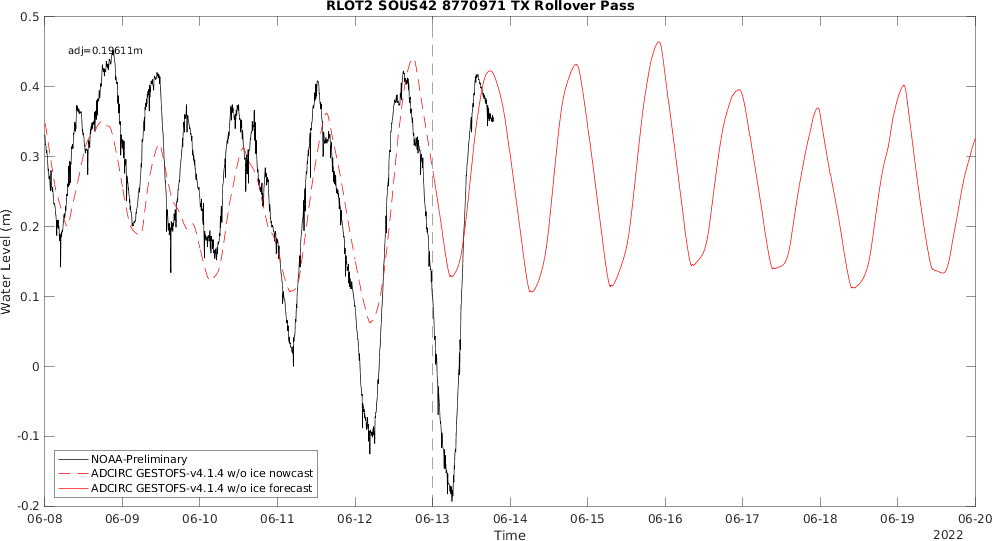 RLOT2 SOUS42 8770971 TX Rollover Pass
adj=0.19611m
0.5
0.4
0.3
0.2
0.1
0
-0.1
-0.2
Water Level (m)
NOAA-Preliminary
ADCIRC GESTOFS-v4.1.4 w/o ice nowcast
ADCIRC GESTOFS-v4.1.4 w/o ice forecast
06-08 06-09 06-10 06-11 06-12 06-13 06-14 06-15 06-16 06-17 06-18 06-19 06-20
Time
2022